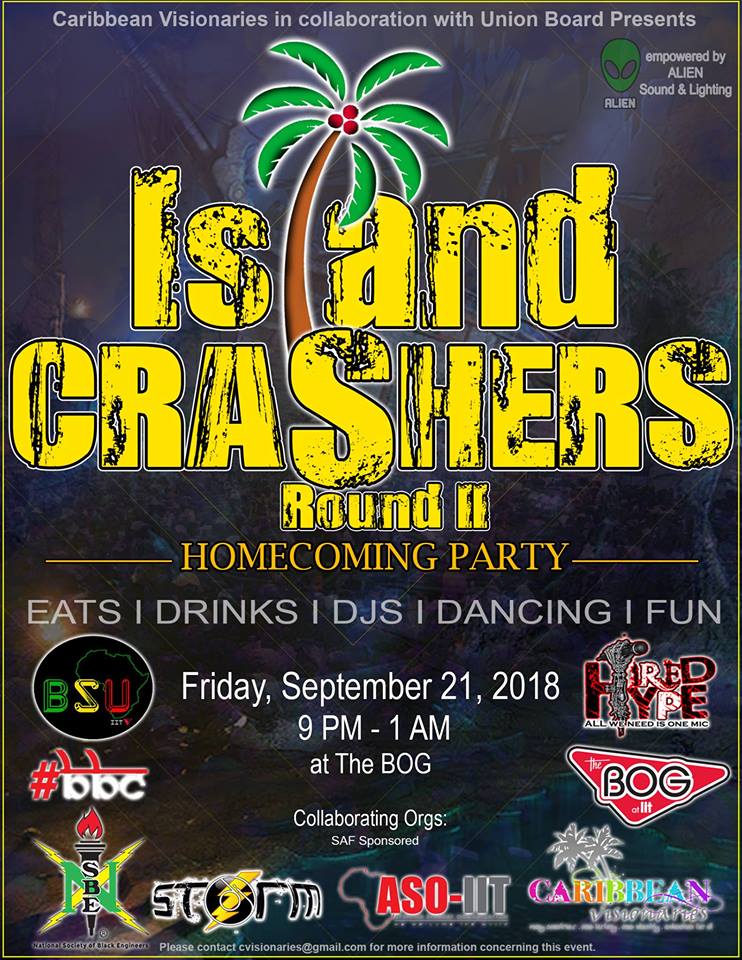 Caribbean Visionaries in collaboration with Union Board Presents
empowered by
ALIEN
Sound & Lighting
ALIEN
Island
CRASHERS
Round II
HOMECOMING PARTY
EATS | DRINKS | DJS | DANCING | FUN
BSU
IIT
Friday, September 21, 2018
9 PM - 1 AM
at The BOG
HIRED
HYPE
ALL WE NEED IS ONE MIC
#bbc
the
BOG
at iit
Collaborating Orgs:
SAF Sponsored
NSBE
National Society of Black Engineers
®
STORM
ASO-IIT
CARIBBEAN
Visionaries
Please contact cvisionaries@gmail.com for more information concerning this event.